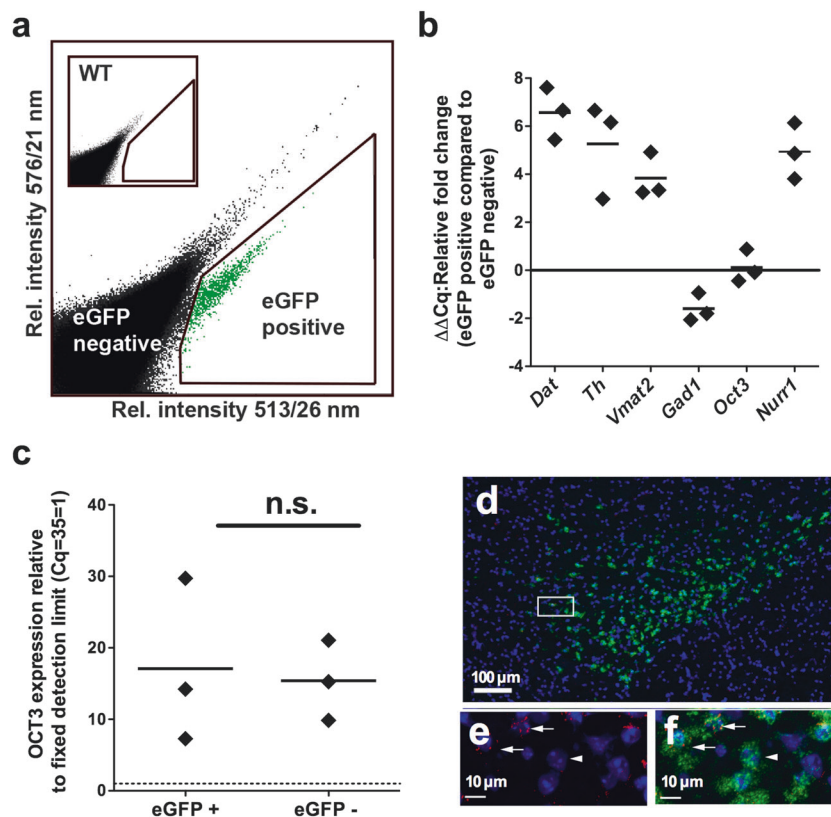 a
WT
Rel. intensity 576/21 nm
eGFP
negative
eGFP
positive
Rel. intensity 513/26 nm
b
ΔΔCq:Relative fold change
(eGFP positive compared to
eGFP negative)
8
6
4
2
0
-2
-4
Dat
Th
Vmat2
Gad1
Oct3
Nurr1
c
OCT3 expression relative
to fixed detection limit (Cq=35=1)
40
30
20
10
0
n.s.
eGFP +
eGFP -
d
100 µm
e
10 µm
f
10 µm